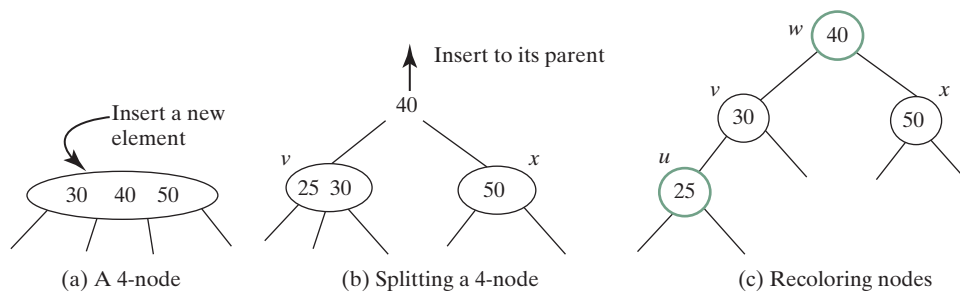 Insert a new
element
30 40 50
(a) A 4-node
Insert to its parent
40
v
x
25 30
50
(b) Splitting a 4-node
w
40
v
x
30
50
u
25
(c) Recoloring nodes